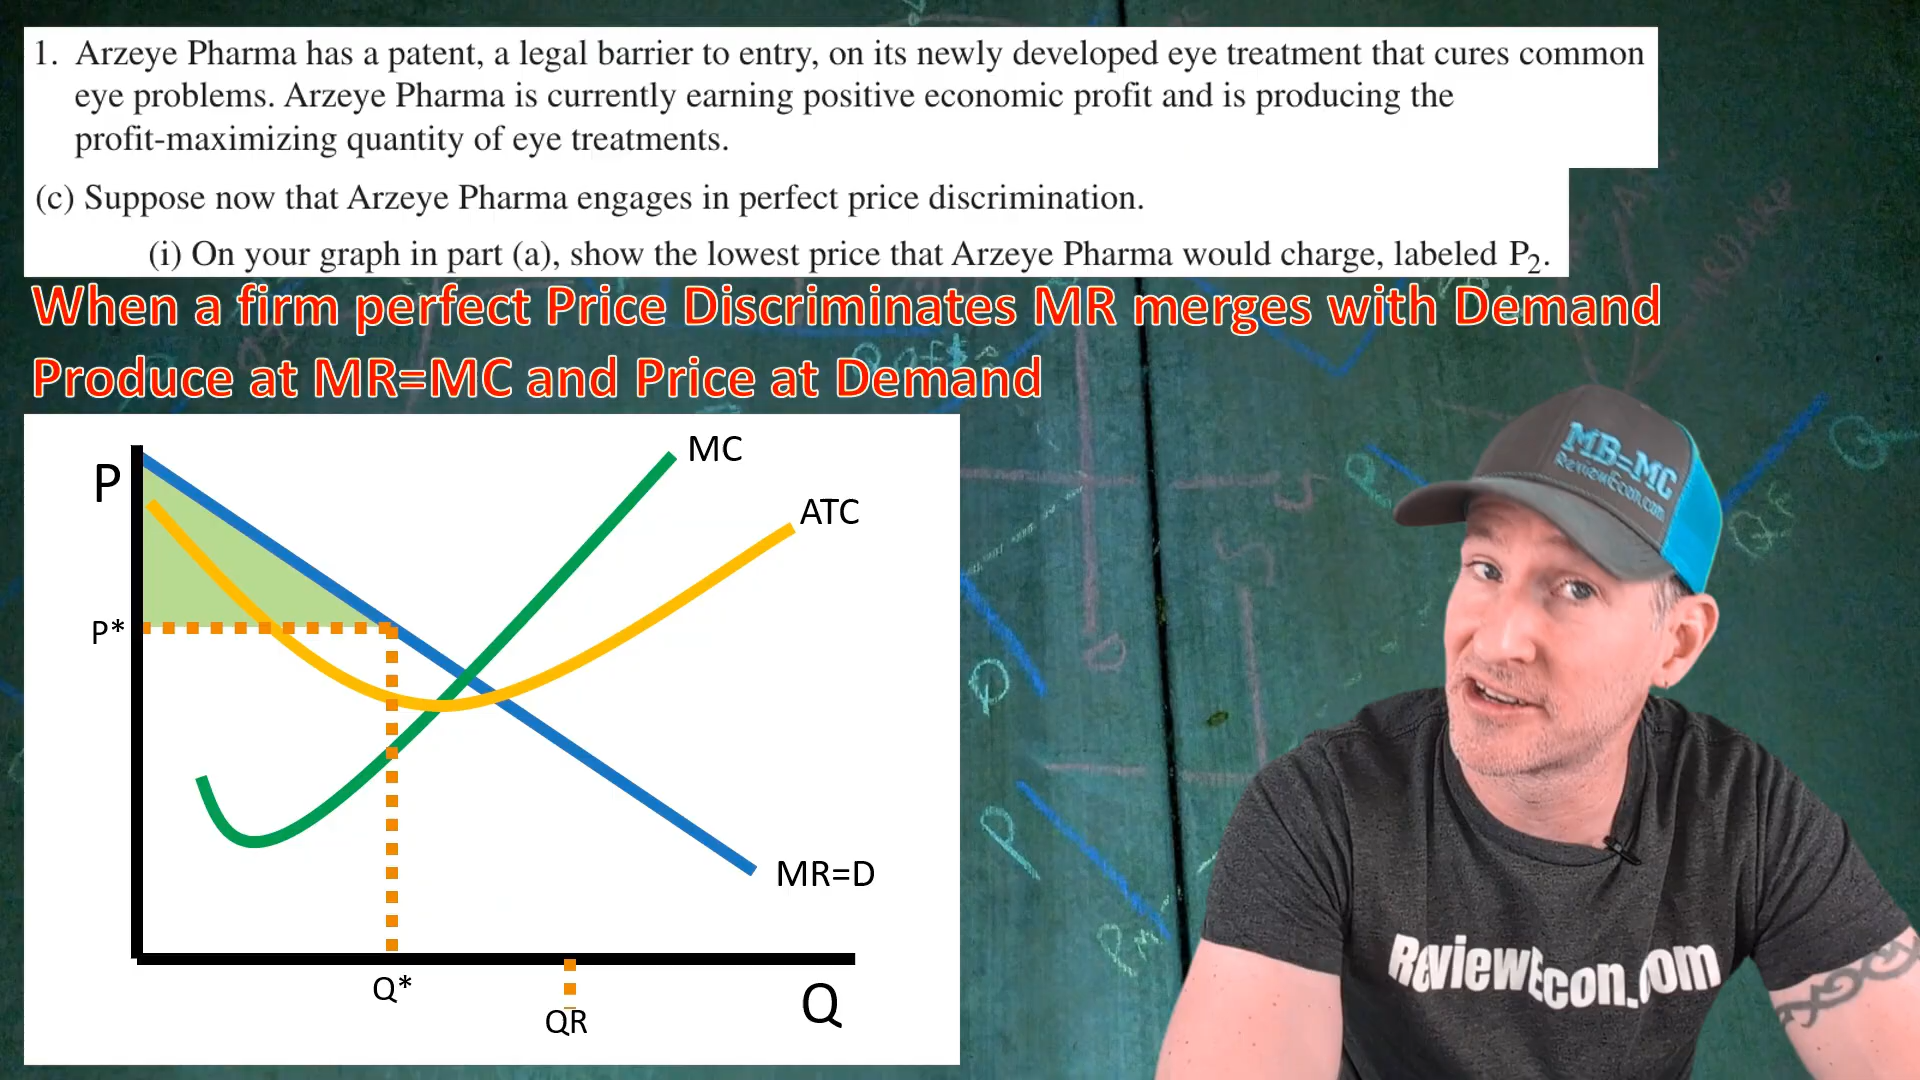 1. Arzeye Pharma has a patent, a legal barrier to entry, on its newly developed eye treatment that cures common
eye problems. Arzeye Pharma is currently earning positive economic profit and is producing the
profit-maximizing quantity of eye treatments.
(c) Suppose now that Arzeye Pharma engages in perfect price discrimination.
(i) On your graph in part (a), show the lowest price that Arzeye Pharma would charge, labeled P₂.
When a firm perfect Price Discriminates MR merges with Demand
Produce at MR=MC and Price at Demand
P
MC
ATC
P*
MR=D
Q*
QR
Q
MB=MC
ReviewEcon.com
ReviewEcon.com